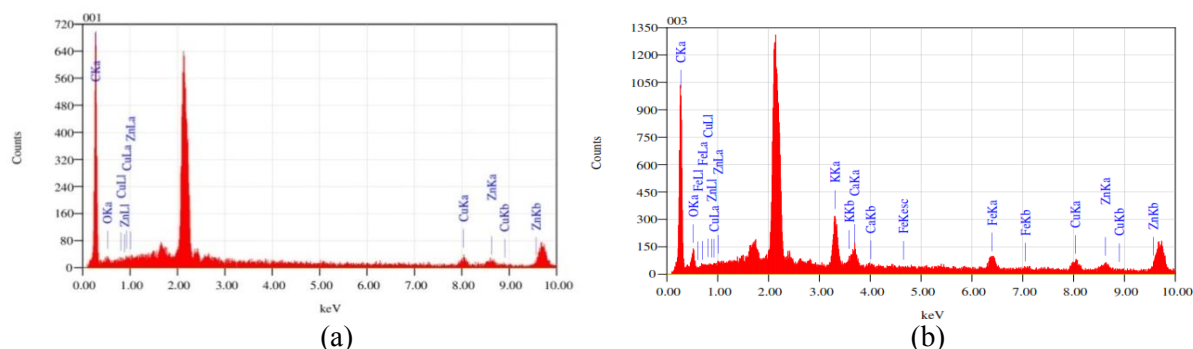 001
720
640
560
480
400
320
240
160
80
0
Counts
CKa
OKa
CuLl
ZnLl
CuLa
ZnLa
CuKa
ZnKa
CuKb
ZnKb
0.00 1.00 2.00 3.00 4.00 5.00 6.00 7.00 8.00 9.00 10.00
keV
(a)
003
1350
1200
1050
900
750
600
450
300
150
0
Counts
CKa
OKa
FeLl
FeLa
CuLa
ZnLl
CuLl
ZnLa
KKa
KKb
CaKa
CaKb
FeKesc
FeKa
FeKb
CuKa
ZnKa
CuKb
ZnKb
0.00 1.00 2.00 3.00 4.00 5.00 6.00 7.00 8.00 9.00 10.00
keV
(b)